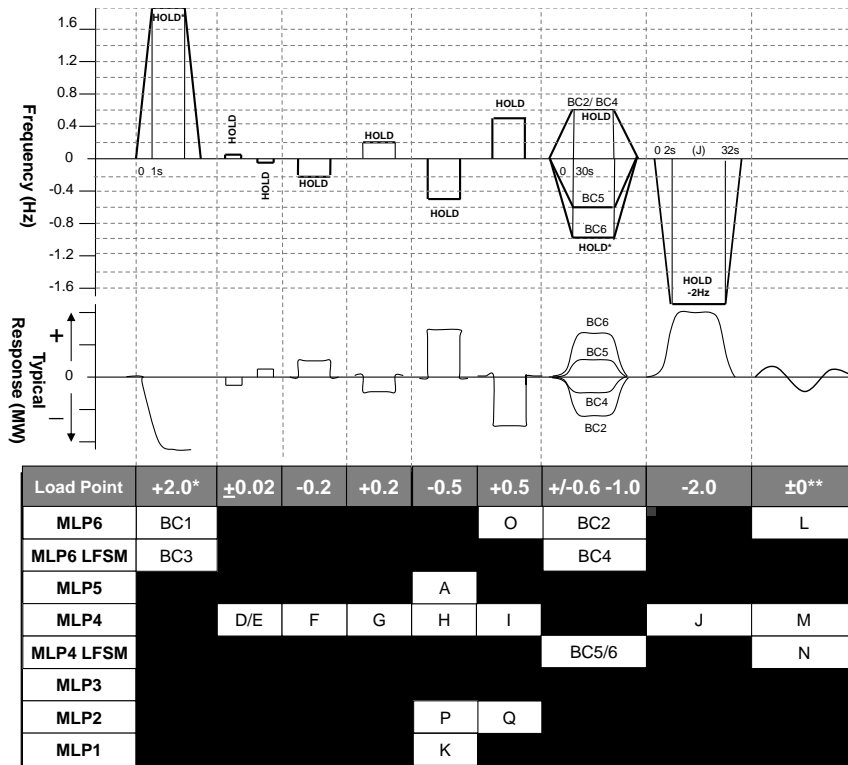 1.6
1.2
0.8
0.4
0
-0.4
-0.8
-1.2
-1.6
Frequency (Hz)
HOLD*
0 1s
HOLD
HOLD
HOLD
HOLD
HOLD
HOLD
BC2/ BC4
HOLD
0 30s
BC5
BC6
HOLD*
0 2s (J) 32s
HOLD
-2Hz
+
0
–
Typical
Response (MW)
BC6
BC5
BC4
BC2
Load Point +2.0* ±0.02 -0.2 +0.2 -0.5 +0.5 +/-0.6 -1.0 -2.0 ±0**
MLP6 BC1 O BC2 L
MLP6 LFSM BC3 BC4
MLP5 A
MLP4 D/E F G H I J M
MLP4 LFSM BC5/6 N
MLP3
MLP2 P Q
MLP1 K